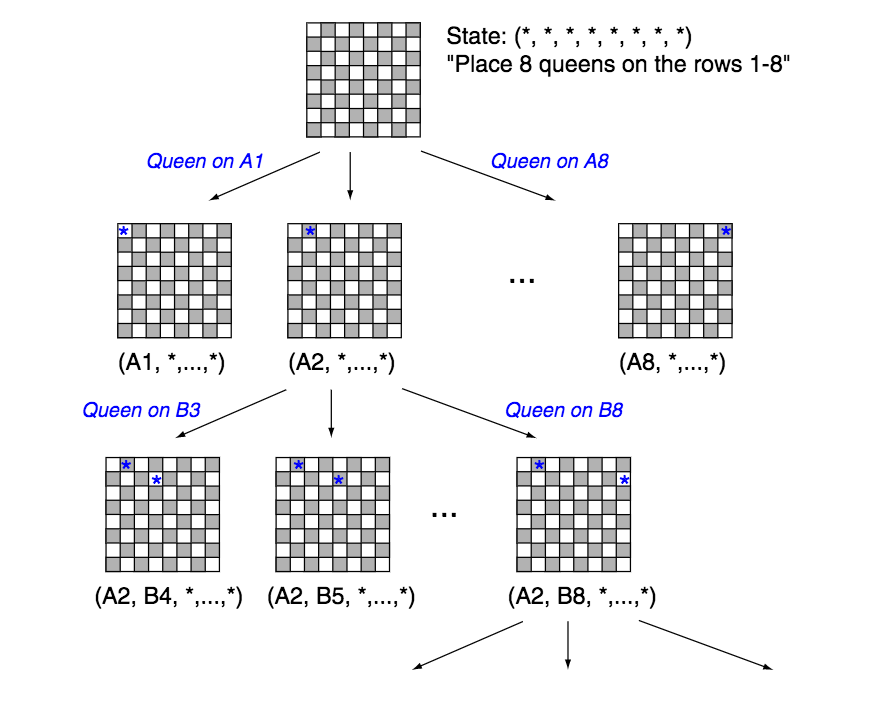 State: (*, *, *, *, *, *, *, *)
"Place 8 queens on the rows 1-8"
Queen on A1
Queen on A8
*
*
...
*
(A1, *,...,*)
(A2, *,...,*)
(A8, *,...,*)
Queen on B3
Queen on B8
*
*
*
*
...
*
*
(A2, B4, *,...,*)
(A2, B5, *,...,*)
(A2, B8, *,...,*)